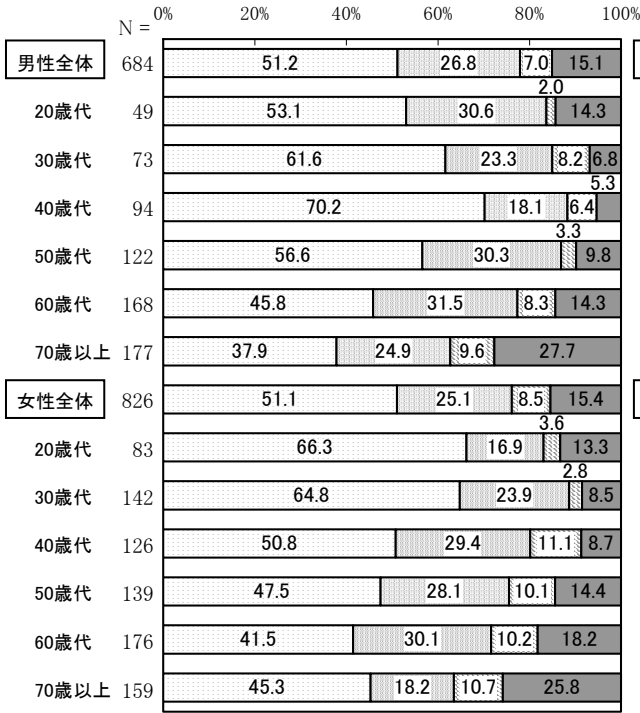 0% 20% 40% 60% 80% 100%
N =
男性全体 684 51.2 26.8 7.0 15.1
2.0
20歳代 49 53.1 30.6 14.3
30歳代 73 61.6 23.3 8.2 6.8
5.3
40歳代 94 70.2 18.1 6.4
3.3
50歳代 122 56.6 30.3 9.8
60歳代 168 45.8 31.5 8.3 14.3
70歳以上 177 37.9 24.9 9.6 27.7
女性全体 826 51.1 25.1 8.5 15.4
3.6
20歳代 83 66.3 16.9 13.3
2.8
30歳代 142 64.8 23.9 8.5
40歳代 126 50.8 29.4 11.1 8.7
50歳代 139 47.5 28.1 10.1 14.4
60歳代 176 41.5 30.1 10.2 18.2
70歳以上 159 45.3 18.2 10.7 25.8